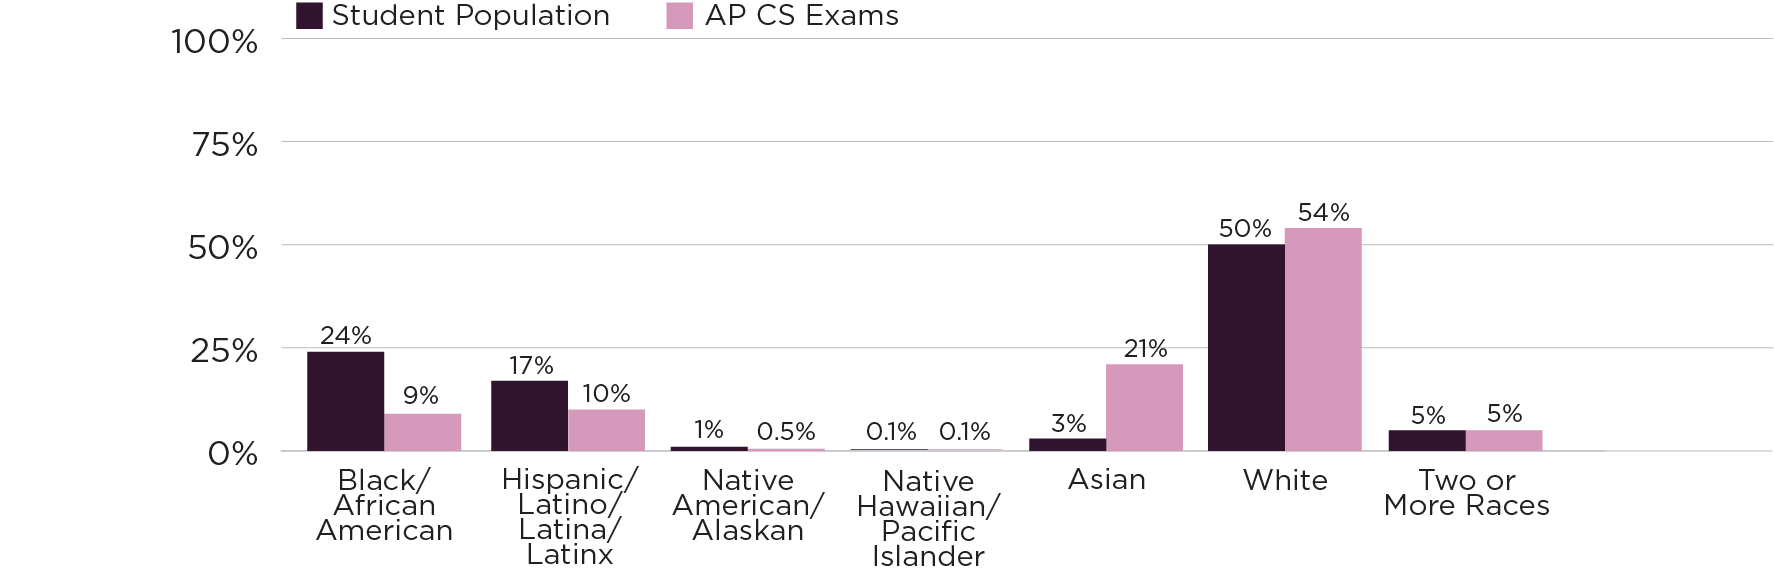 Student Population
AP CS Exams
100%
75%
50%
25%
0%
24%
9%
17%
10%
1%
0.5%
0.1%
0.1%
3%
21%
50%
54%
5%
5%
Black/
African
American
Hispanic/
Latino/
Latina/
Latinx
Native
American/
Alaskan
Native
Hawaiian/
Pacific
Islander
Asian
White
Two or
More Races